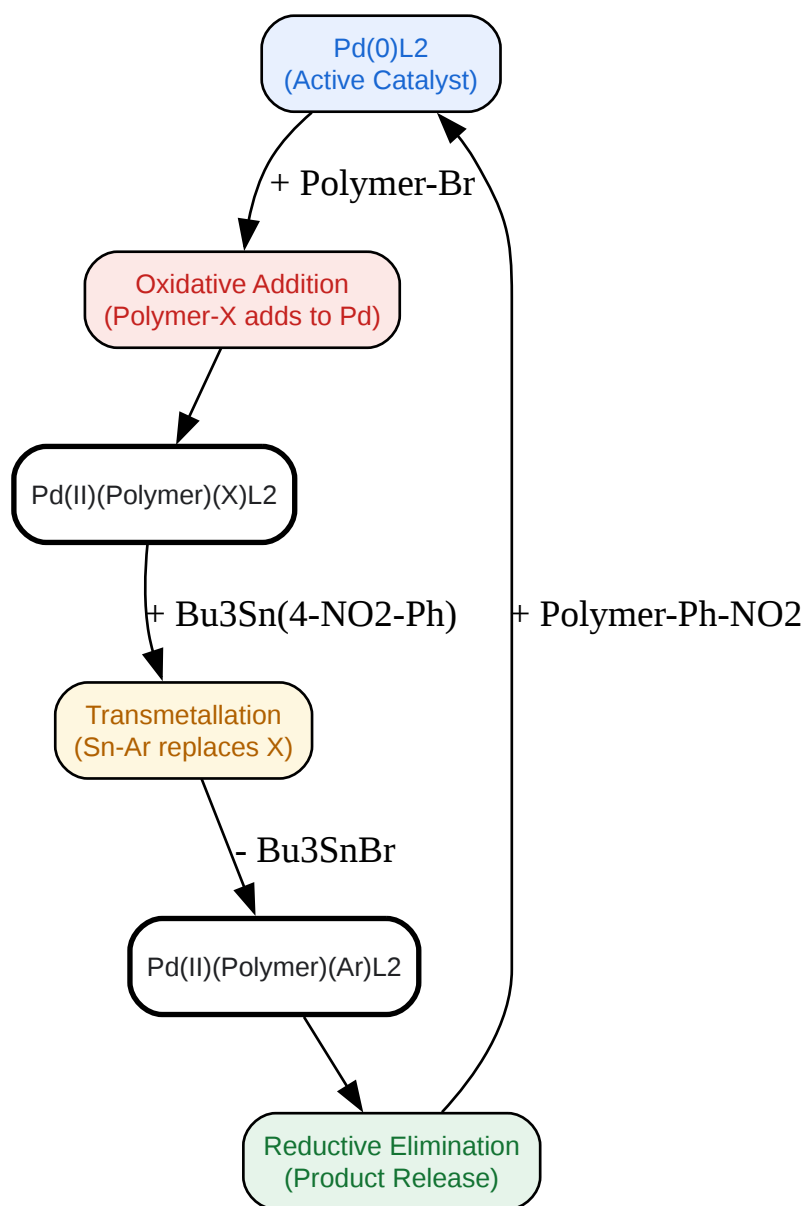 Pd(0)L2
(Active Catalyst)
+ Polymer-Br
Oxidative Addition
(Polymer-X adds to Pd)
Pd(II)(Polymer)(X)L2
+ Bu3Sn(4-NO2-Ph)
+ Polymer-Ph-NO2
Transmetallation
(Sn-Ar replaces X)
- Bu3SnBr
Pd(II)(Polymer)(Ar)L2
Reductive Elimination
(Product Release)